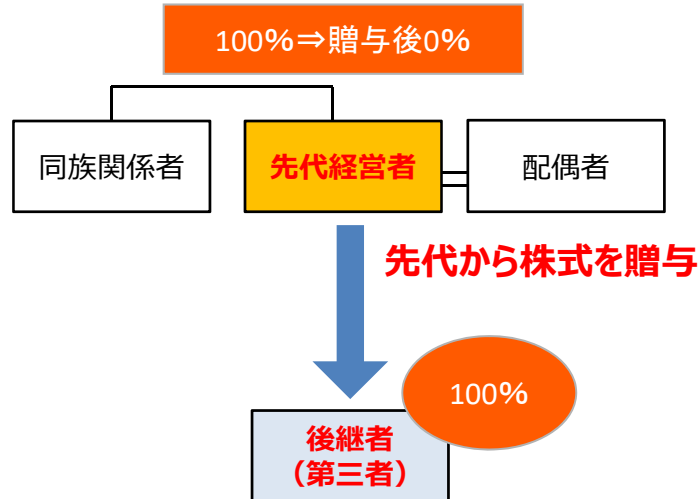 100%⇒贈与後0%
同族関係者
先代経営者
配偶者
先代から株式を贈与
100%
後継者
（第三者）